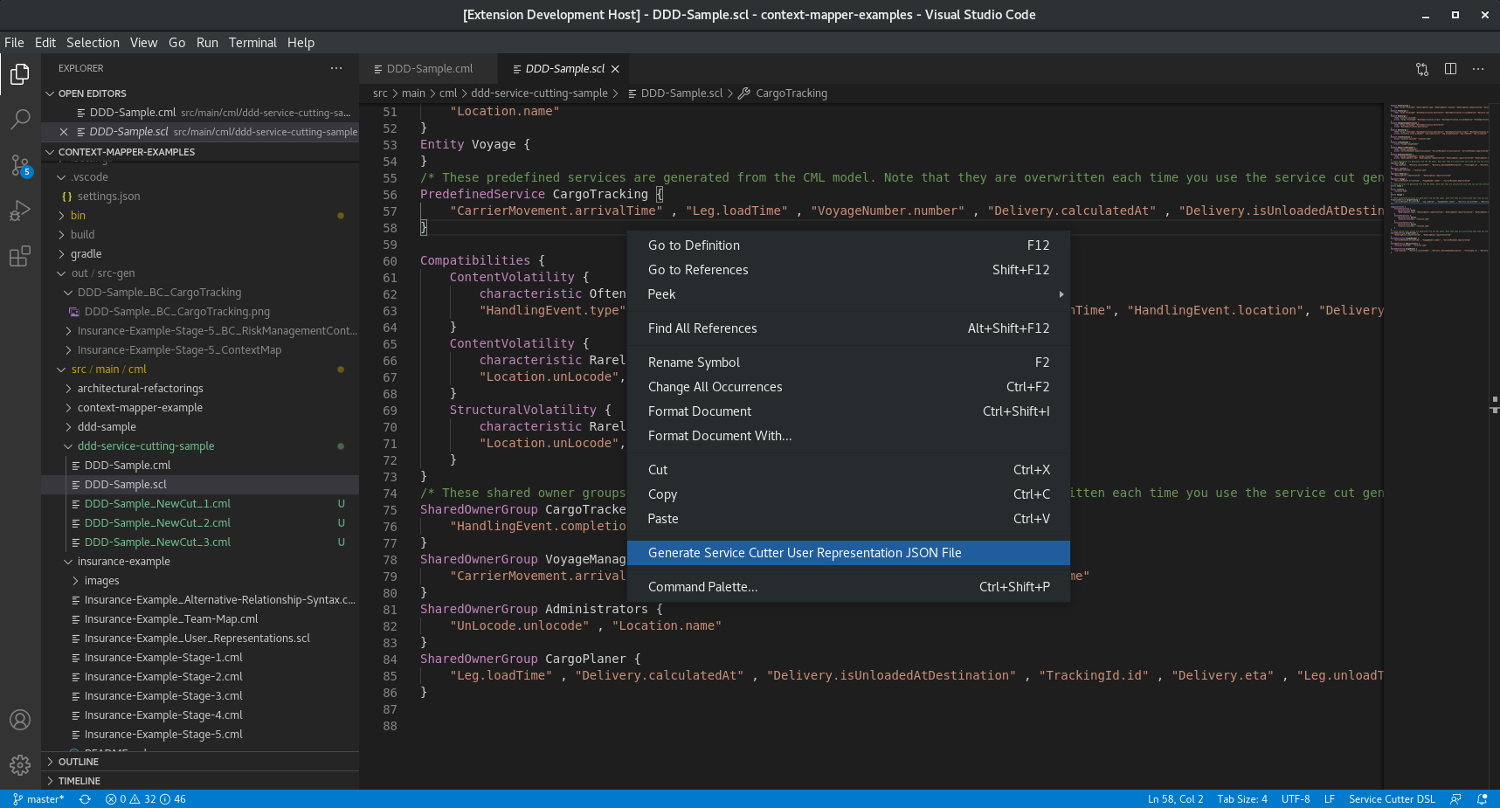 [Extension Development Host] - DDD-Sample.scl - context-mapper-examples - Visual Studio Code
File Edit Selection View Go Run Terminal Help
EXPLORER
OPEN EDITORS
DDD-Sample.cml src/main/cml/ddd-service-cutting-sa...
DDD-Sample.scl src/main/cml/ddd-service-cutting-sample
CONTEXT-MAPPER-EXAMPLES
.vscode
{} settings.json
bin
build
gradle
out / src-gen
DDD-Sample_BC_CargoTracking
DDD-Sample_BC_CargoTracking.png
Insurance-Example-Stage-5_BC_RiskManagementCont...
Insurance-Example-Stage-5_ContextMap
src / main / cml
architectural-refactorings
context-mapper-example
ddd-sample
ddd-service-cutting-sample
DDD-Sample.cml
DDD-Sample.scl
DDD-Sample_NewCut_1.cml U
DDD-Sample_NewCut_2.cml U
DDD-Sample_NewCut_3.cml U
insurance-example
images
Insurance-Example_Alternative-Relationship-Syntax.c...
Insurance-Example_Team-Map.cml
Insurance-Example_User_Representations.scl
Insurance-Example-Stage-1.cml
Insurance-Example-Stage-2.cml
Insurance-Example-Stage-3.cml
Insurance-Example-Stage-4.cml
Insurance-Example-Stage-5.cml
OUTLINE
TIMELINE
5
DDD-Sample.cml DDD-Sample.scl
src > main > cml > ddd-service-cutting-sample > DDD-Sample.scl > CargoTracking
51 "Location.name"
52 }
53 Entity Voyage {
54 }
55 /* These predefined services are generated from the CML model. Note that they are overwritten each time you use the service cut gen
56 PredefinedService CargoTracking {
57 "CarrierMovement.arrivalTime" , "Leg.loadTime" , "VoyageNumber.number" , "Delivery.calculatedAt" , "Delivery.isUnloadedAtDestin
58 }
59
60 Compatibilities {
61 ContentVolatility {
62 characteristic Often
63 "HandlingEvent.type" nTime", "HandlingEvent.location", "Delivery
64 }
65 ContentVolatility {
66 characteristic Rarel
67 "Location.unLocode",
68 }
69 StructuralVolatility {
70 characteristic Rarel
71 "Location.unLocode",
72 }
73 }
74 /* These shared owner groups itten each time you use the service cut gen
75 SharedOwnerGroup CargoTracke
76 "HandlingEvent.completio
77 }
78 SharedOwnerGroup VoyageManag
79 "CarrierMovement.arrival me"
80 }
81 SharedOwnerGroup Administrators {
82 "UnLocode.unlocode" , "Location.name"
83 }
84 SharedOwnerGroup CargoPlaner {
85 "Leg.loadTime" , "Delivery.calculatedAt" , "Delivery.isUnloadedAtDestination" , "TrackingId.id" , "Delivery.eta" , "Leg.unloadT
86 }
87
88
Go to Definition F12
Go to References Shift+F12
Peek
Find All References Alt+Shift+F12
Rename Symbol F2
Change All Occurrences Ctrl+F2
Format Document Ctrl+Shift+I
Format Document With...
Cut Ctrl+X
Copy Ctrl+C
Paste Ctrl+V
Generate Service Cutter User Representation JSON File
Command Palette... Ctrl+Shift+P
master* 0 32 46 Ln 58, Col 2 Tab Size: 4 UTF-8 LF Service Cutter DSL